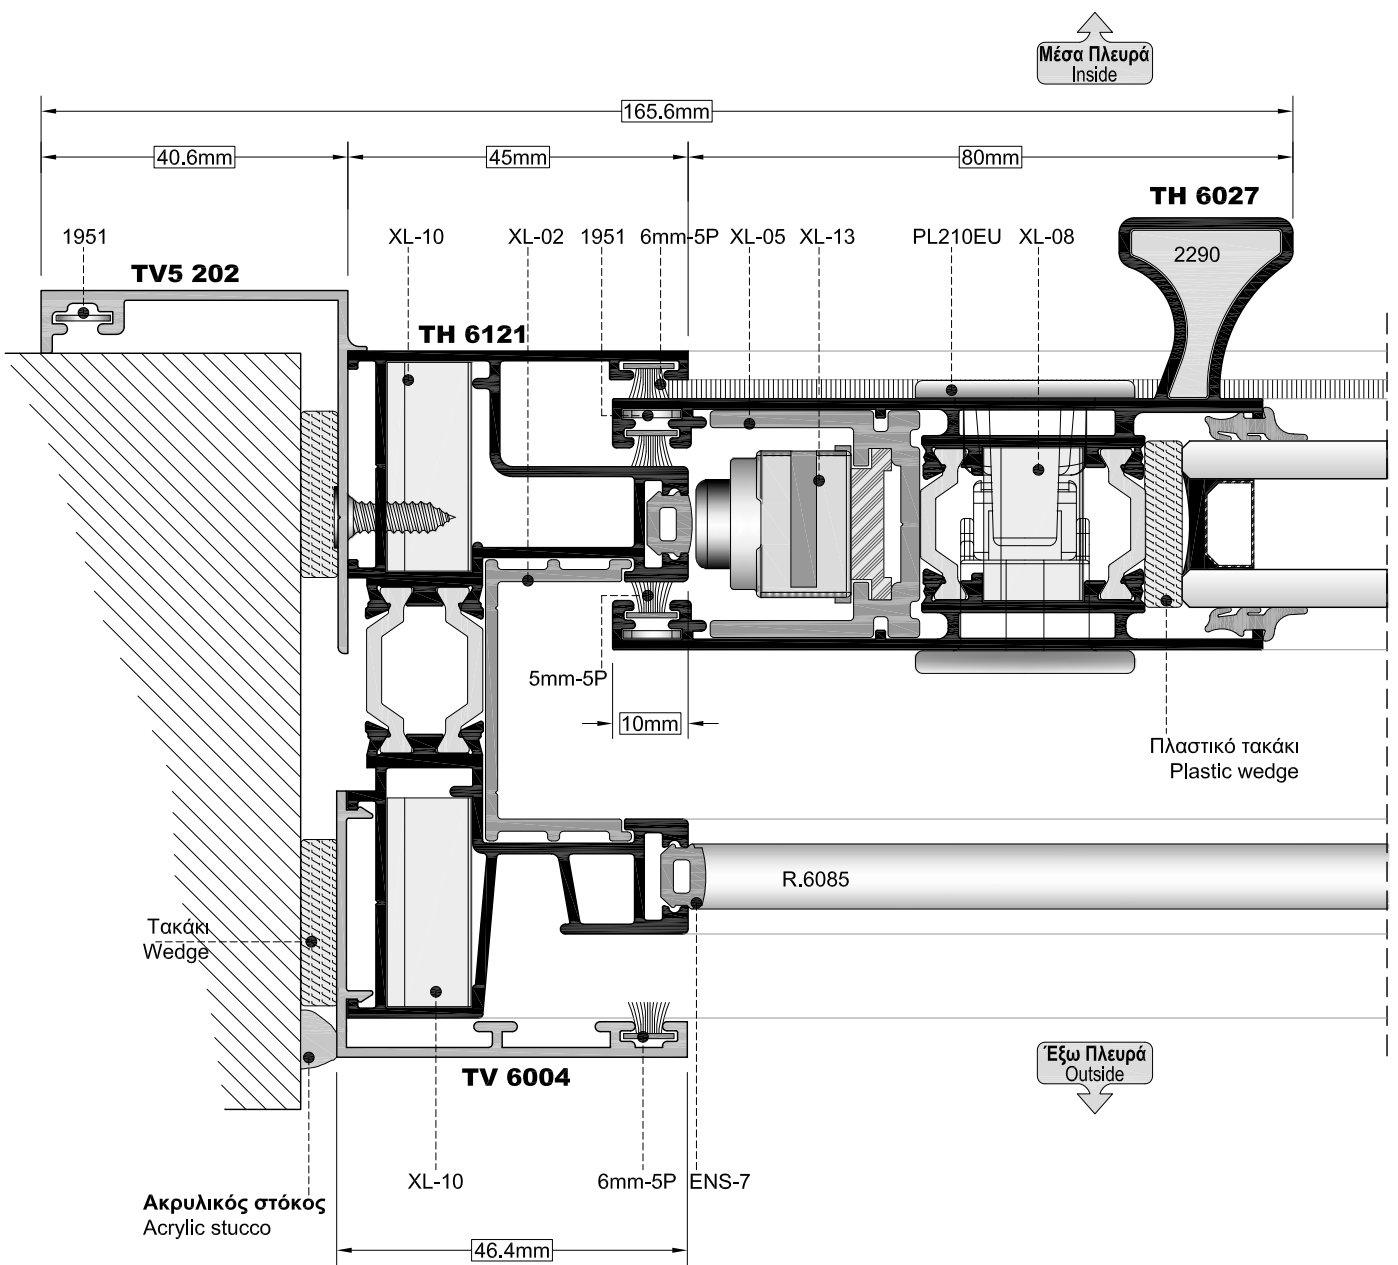 Μέσα Πλευρά
Inside
165.6mm
40.6mm
45mm
80mm
TH 6027
1951
XL-10
XL-02
1951
6mm-5P
XL-05
XL-13
PL210EU
XL-08
2290
TV5 202
TH 6121
5mm-5P
10mm
Πλαστικό τακάκι
Plastic wedge
R.6085
Τακάκι
Wedge
Έξω Πλευρά
Outside
TV 6004
XL-10
6mm-5P
ENS-7
Ακρυλικός στόκος
Acrylic stucco
46.4mm